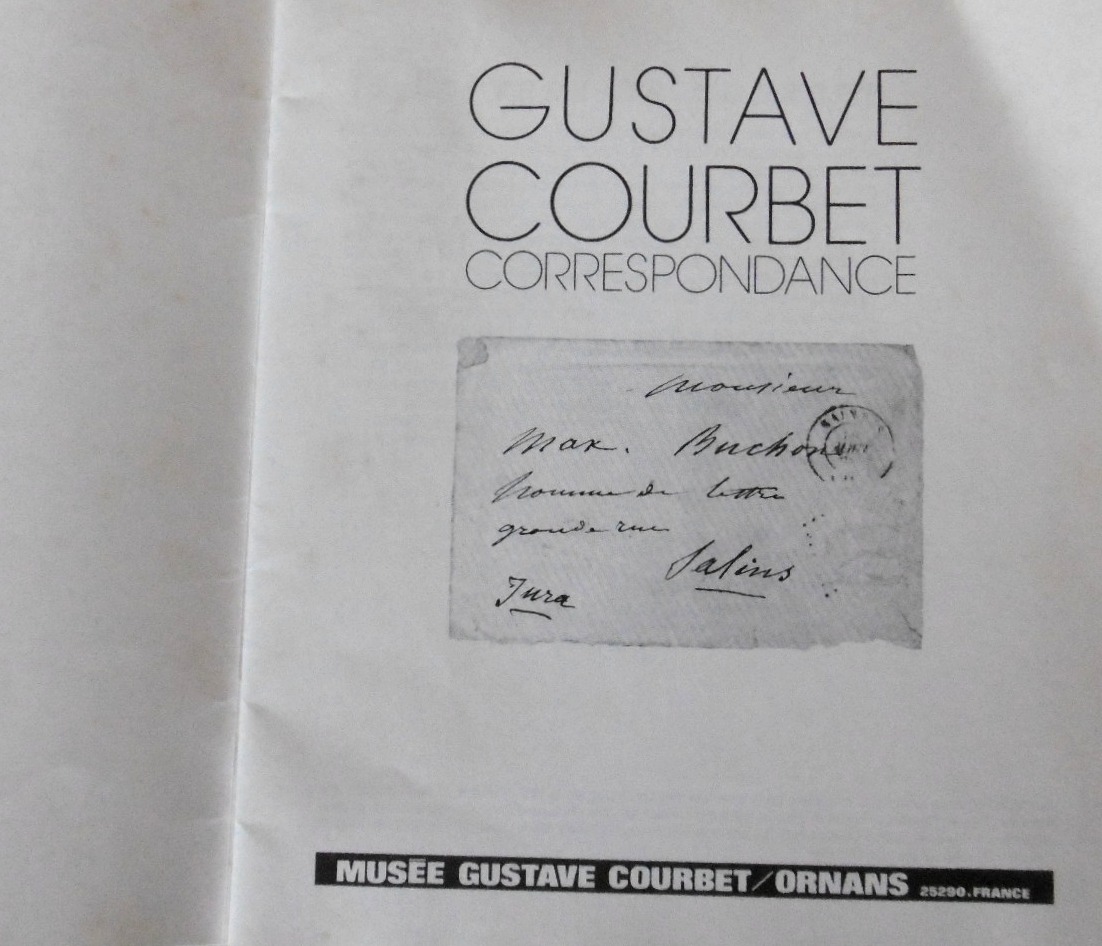 GUSTAVE
COURBET
CORRESPONDANCE
Monsieur
Max. Buchon
homme de lettre
grande rue
Salins
Jura
MUSÉE GUSTAVE COURBET/ORNANS 25290.FRANCE